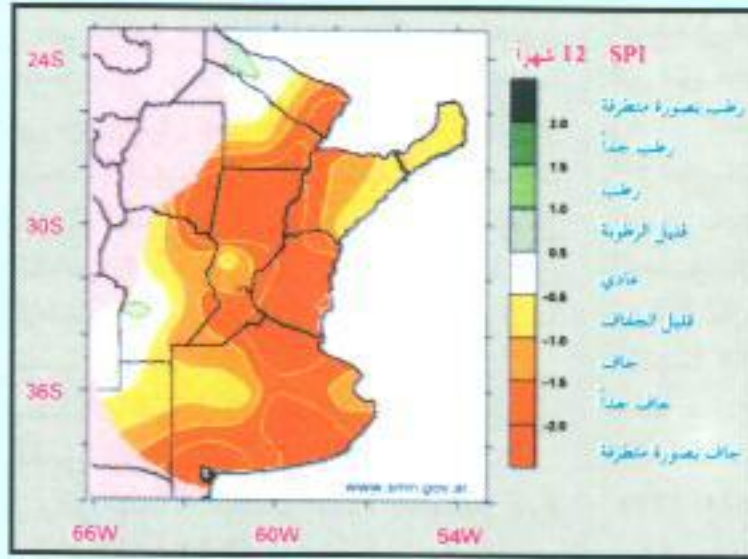 SPI 12 شهراً
24S
30S
36S
66W
60W
54W
2.0
1.5
1.0
0.5
-0.5
-1.0
-1.5
-2.0
رطب بصورة متطرفة
رطب جداً
رطب
قليل الرطوبة
عادي
قليل الجفاف
جاف
جاف جداً
جاف بصورة متطرفة
www.smn.gov.ar